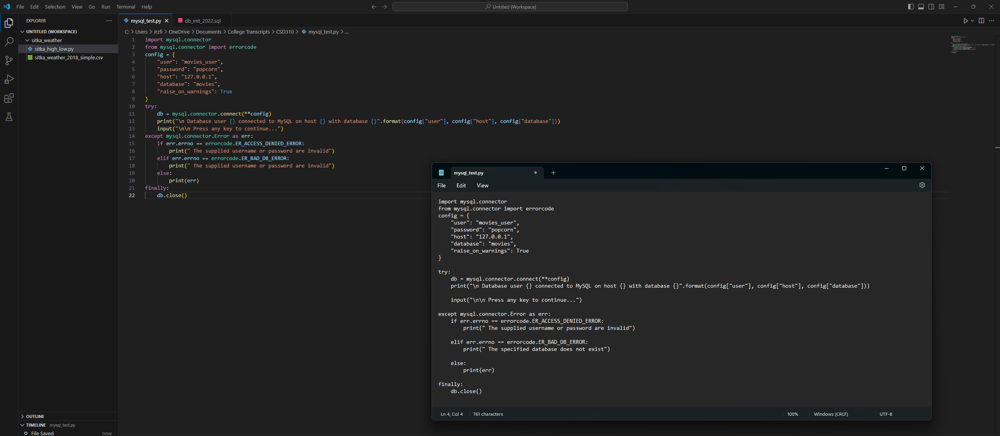 File Edit Selection View Go Run Terminal Help
Untitled (Workspace)
EXPLORER
UNTITLED (WORKSPACE)
sitka_weather
sitka_high_low.py
sitka_weather_2018_simple.csv
OUTLINE
TIMELINE mysql_test.py
File Saved now
mysql_test.py db_init_2022.sql
C: > Users > Jrzfi > OneDrive > Documents > College Transcripts > CSD310 > mysql_test.py > ...
1 import mysql.connector
2 from mysql.connector import errorcode
3 config = {
4     "user": "movies_user",
5     "password": "popcorn",
6     "host": "127.0.0.1",
7     "database": "movies",
8     "raise_on_warnings": True
9 }
10 try:
11     db = mysql.connector.connect(**config)
12     print("\n Database user {} connected to MySQL on host {} with database {}".format(config["user"], config["host"], config["database"]))
13     input("\n\n Press any key to continue...")
14 except mysql.connector.Error as err:
15     if err.errno == errorcode.ER_ACCESS_DENIED_ERROR:
16         print(" The supplied username or password are invalid")
17     elif err.errno == errorcode.ER_BAD_DB_ERROR:
18         print(" The supplied username or password are invalid")
19     else:
20         print(err)
21 finally:
22     db.close()
mysql_test.py
File Edit View
import mysql.connector
from mysql.connector import errorcode
config = {
    "user": "movies_user",
    "password": "popcorn",
    "host": "127.0.0.1",
    "database": "movies",
    "raise_on_warnings": True
}
try:
    db = mysql.connector.connect(**config)
    print("\n Database user {} connected to MySQL on host {} with database {}".format(config["user"], config["host"], config["database"]))
    input("\n\n Press any key to continue...")
except mysql.connector.Error as err:
    if err.errno == errorcode.ER_ACCESS_DENIED_ERROR:
        print(" The supplied username or password are invalid")
    elif err.errno == errorcode.ER_BAD_DB_ERROR:
        print(" The specified database does not exist")
    else:
        print(err)
finally:
    db.close()
Ln 4, Col 4 761 characters 100% Windows (CRLF) UTF-8